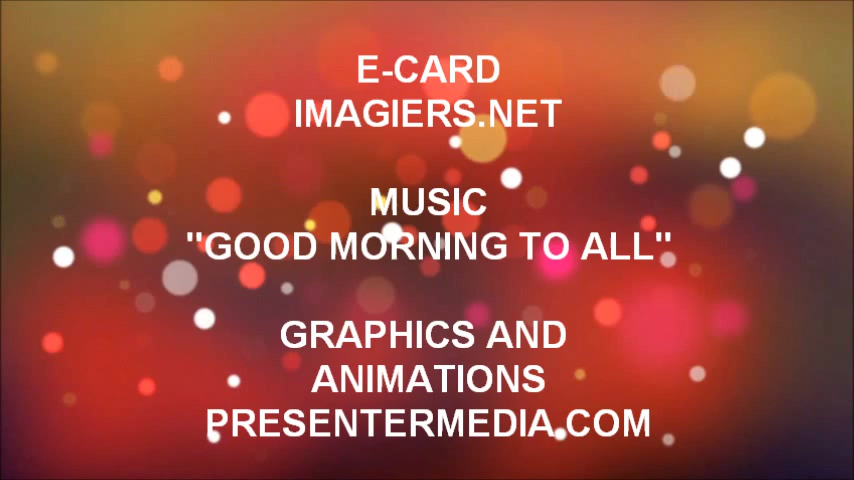 E-CARD
IMAGIERS.NET
MUSIC
"GOOD MORNING TO ALL"
GRAPHICS AND
ANIMATIONS
PRESENTERMEDIA.COM